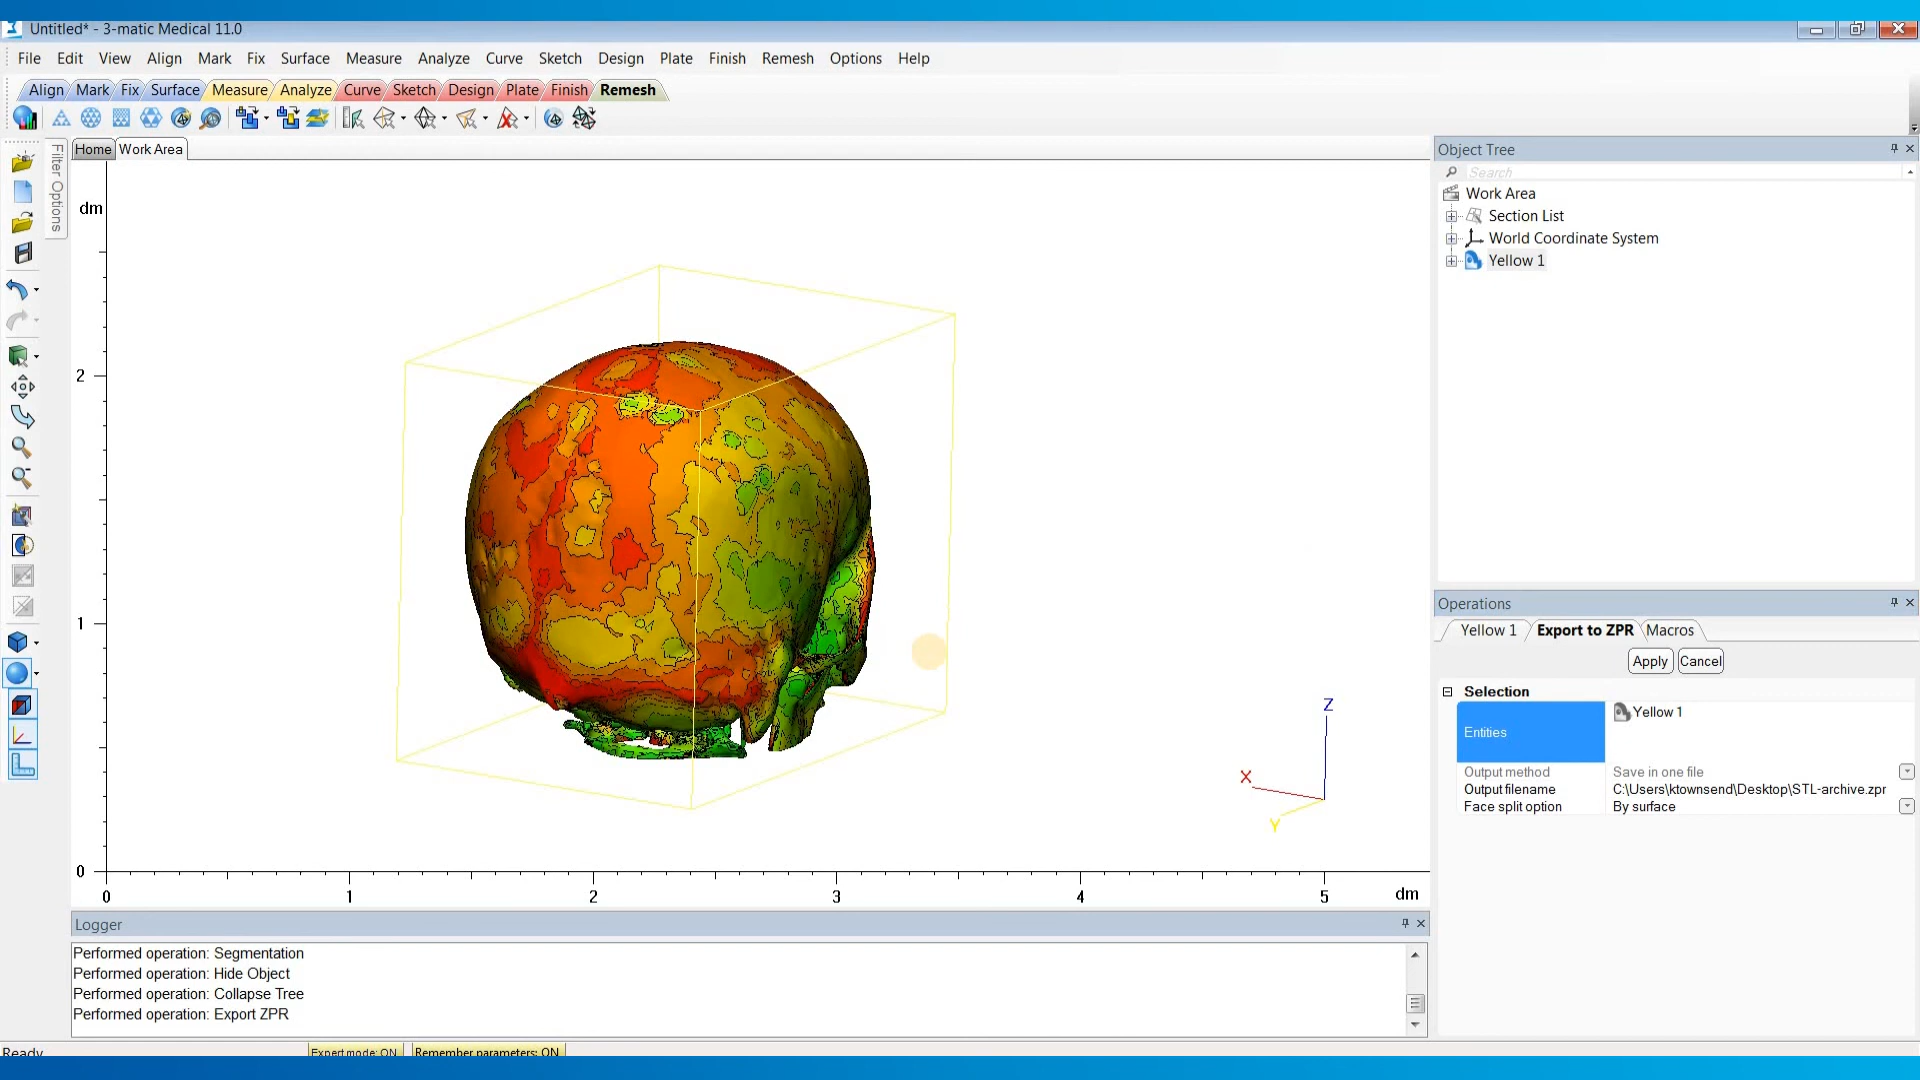 Untitled* - 3-matic Medical 11.0
File Edit View Align Mark Fix Surface Measure Analyze Curve Sketch Design Plate Finish Remesh Options Help
Align Mark Fix Surface Measure Analyze Curve Sketch Design Plate Finish Remesh
Filter Options
Home Work Area
dm
2
1
0
0 1 2 3 4 5 dm
Z
X
Y
Object Tree
Search
Work Area
Section List
World Coordinate System
Yellow 1
Operations
Yellow 1 Export to ZPR Macros
Apply Cancel
Selection
Entities Yellow 1
Output method Save in one file
Output filename C:\Users\ktownsend\Desktop\STL-archive.zpr
Face split option By surface
Logger
Performed operation: Segmentation
Performed operation: Hide Object
Performed operation: Collapse Tree
Performed operation: Export ZPR
Ready Expert mode: ON Remember parameters: ON